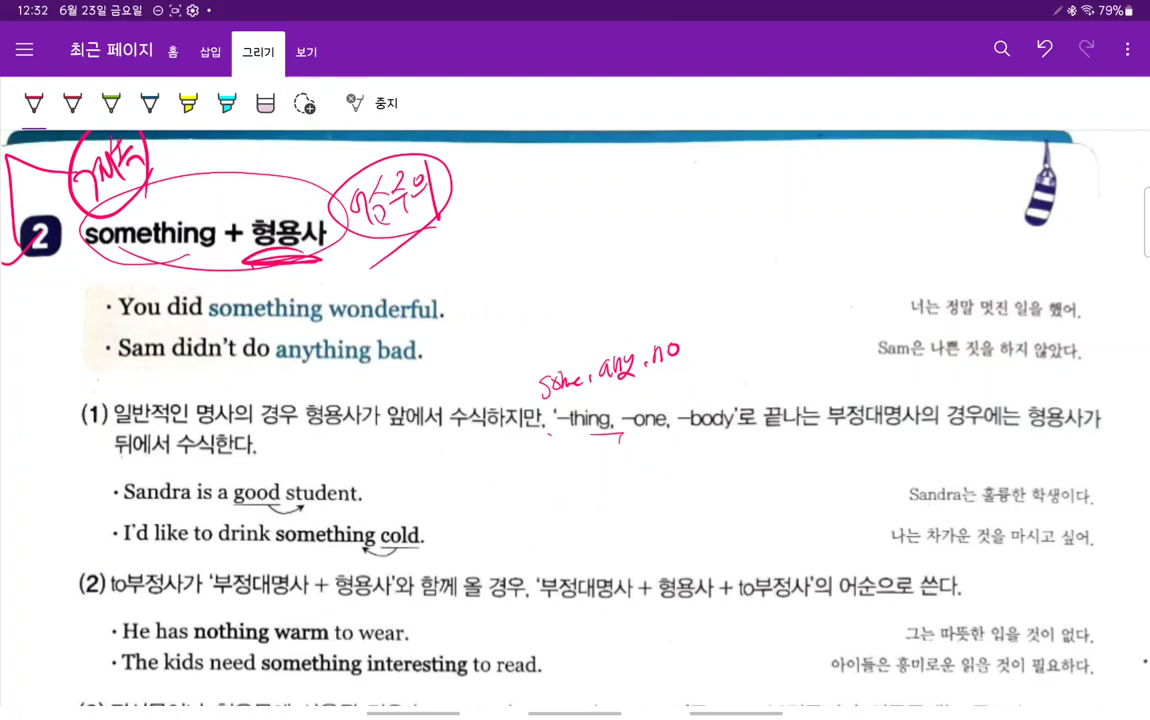 12:32 6월 23일 금요일 79%
최근 페이지 홈 삽입 그리기 보기
중지
어순주의
2 something + 형용사
· You did something wonderful. 너는 정말 멋진 일을 했어.
· Sam didn't do anything bad. Sam은 나쁜 짓을 하지 않았다.
some, any, no
(1) 일반적인 명사의 경우 형용사가 앞에서 수식하지만, '–thing, –one, –body'로 끝나는 부정대명사의 경우에는 형용사가
뒤에서 수식한다.
· Sandra is a good student. Sandra는 훌륭한 학생이다.
· I'd like to drink something cold. 나는 차가운 것을 마시고 싶어.
(2) to부정사가 '부정대명사 + 형용사'와 함께 올 경우, '부정대명사 + 형용사 + to부정사'의 어순으로 쓴다.
· He has nothing warm to wear. 그는 따뜻한 입을 것이 없다.
· The kids need something interesting to read. 아이들은 흥미로운 읽을 것이 필요하다.